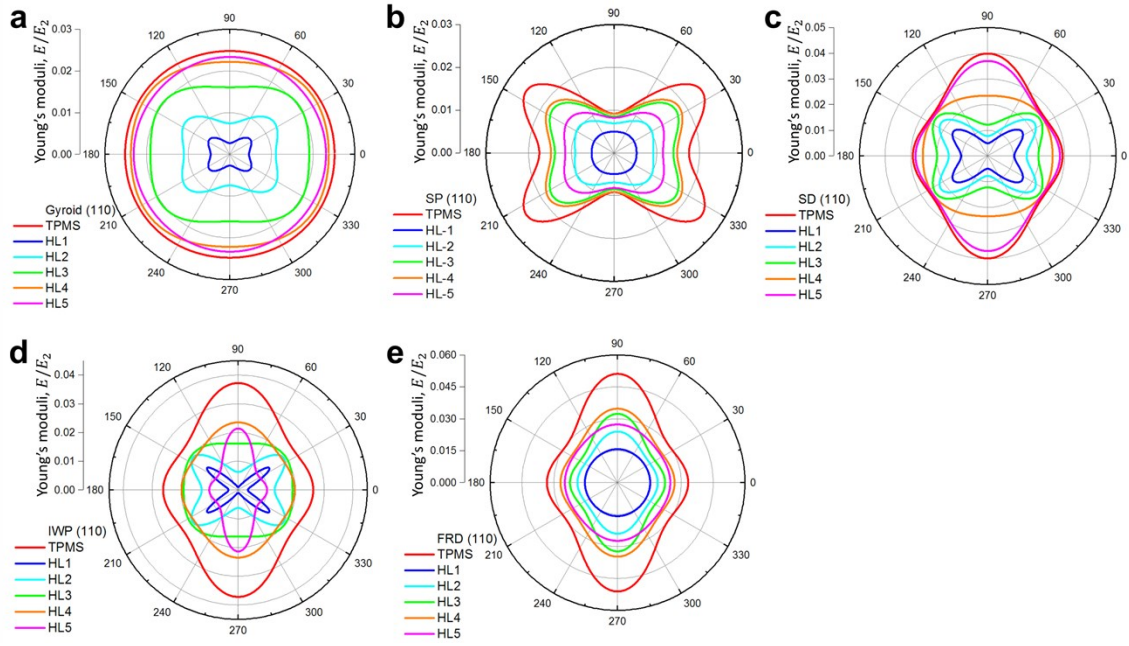 a
Young's moduli, E/E₂
0.03
0.02
0.01
0.00
90
60
30
0
330
300
270
240
210
180
150
120
Gyroid (110)
TPMS
HL1
HL2
HL3
HL4
HL5
b
Young's moduli, E/E₂
0.03
0.02
0.01
0.00
90
60
30
0
330
300
270
240
210
180
150
120
SP (110)
TPMS
HL-1
HL-2
HL-3
HL-4
HL-5
c
Young's moduli, E/E₂
0.05
0.04
0.03
0.02
0.01
0.00
90
60
30
0
330
300
270
240
210
180
150
120
SD (110)
TPMS
HL1
HL2
HL3
HL4
HL5
d
Young's moduli, E/E₂
0.04
0.03
0.02
0.01
0.00
90
60
30
0
330
300
270
240
210
180
150
120
IWP (110)
TPMS
HL1
HL2
HL3
HL4
HL5
e
Young's moduli, E/E₂
0.060
0.045
0.030
0.015
0.000
90
60
30
0
330
300
270
240
210
180
150
120
FRD (110)
TPMS
HL1
HL2
HL3
HL4
HL5